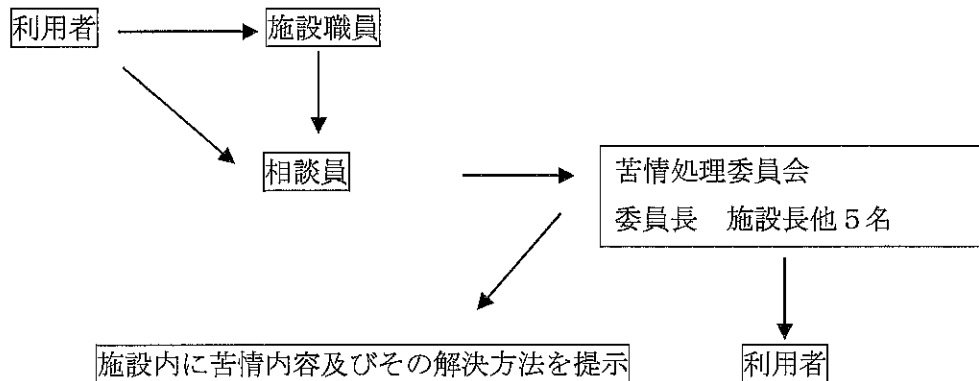 利用者
施設職員
相談員
苦情処理委員会
委員長　施設長他５名
施設内に苦情内容及びその解決方法を提示
利用者